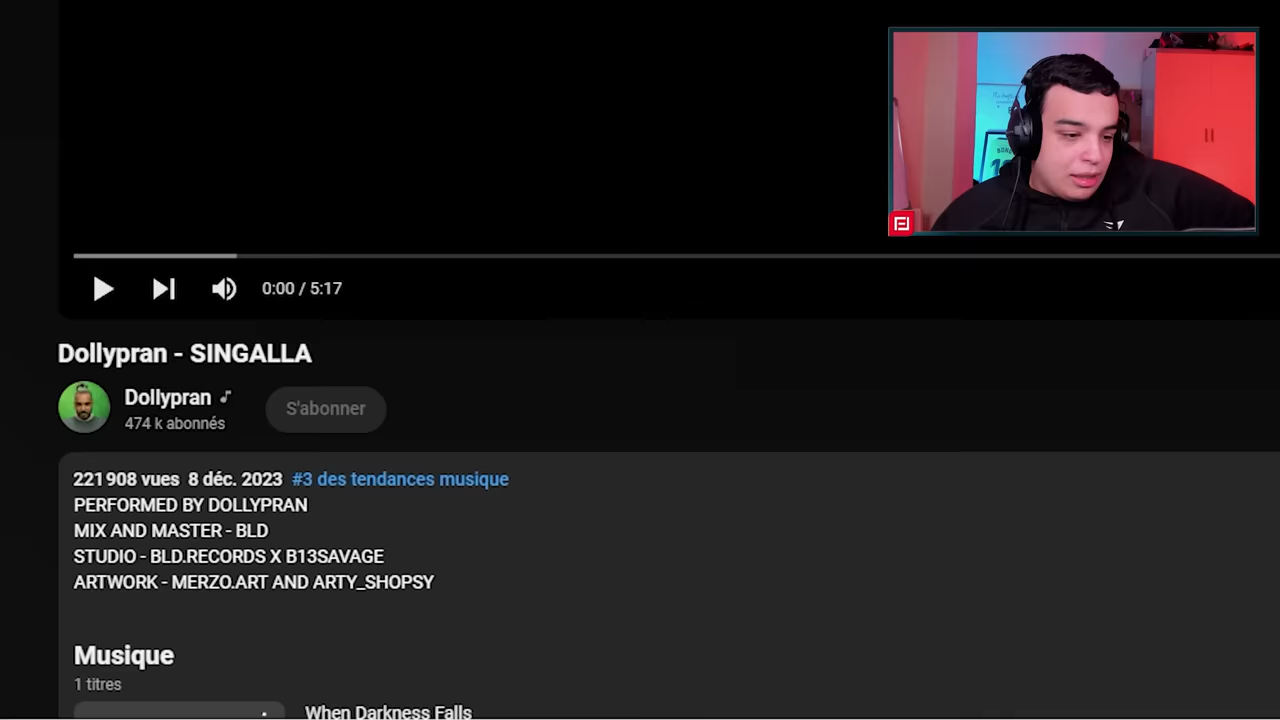 0:00 / 5:17
Dollypran - SINGALLA
Dollypran
474 k abonnés
S'abonner
221 908 vues 8 déc. 2023 #3 des tendances musique
PERFORMED BY DOLLYPRAN
MIX AND MASTER - BLD
STUDIO - BLD.RECORDS X B13SAVAGE
ARTWORK - MERZO.ART AND ARTY_SHOPSY
Musique
1 titres
When Darkness Falls